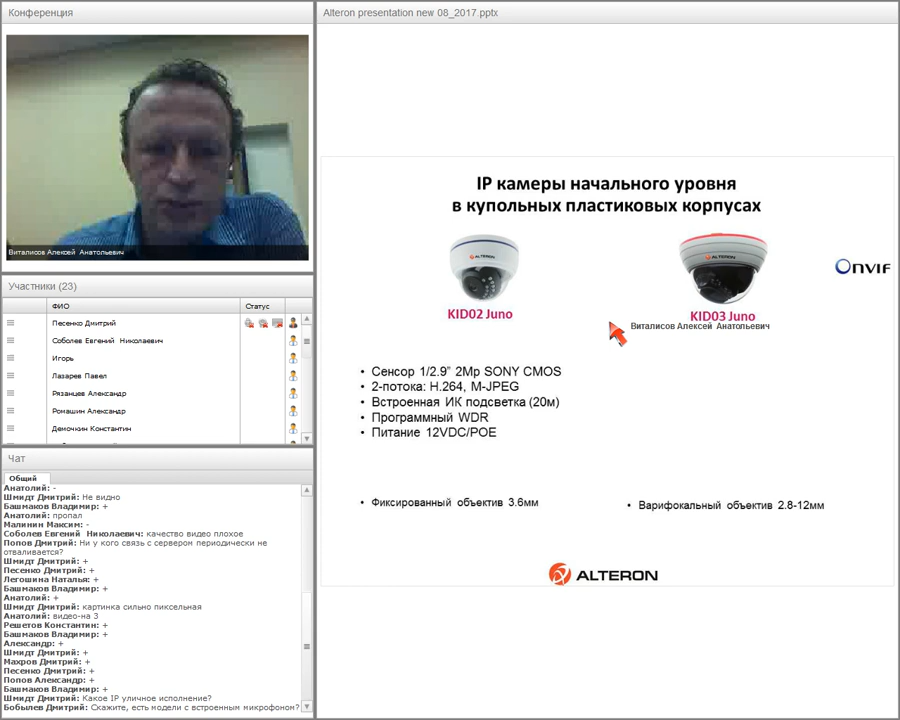 Конференция
Виталисов Алексей Анатольевич
Участники (23)
ФИО
Статус
Песенко Дмитрий
Соболев Евгений Николаевич
Игорь
Лазарев Павел
Рязанцев Александр
Ромашин Александр
Демочкин Константин
Чат
Общий
Анатолий: -
Шмидт Дмитрий: Не видно
Башмаков Владимир: +
Анатолий: пропал
Малинин Максим: -
Соболев Евгений Николаевич: качество видео плохое
Попов Дмитрий: Ни у кого связь с сервером периодически не
отваливается?
Шмидт Дмитрий: +
Песенко Дмитрий: +
Легошина Наталья: +
Башмаков Владимир: +
Анатолий: +
Шмидт Дмитрий: картинка сильно пиксельная
Анатолий: видео-на 3
Решетов Константин: +
Башмаков Владимир: +
Александр: +
Шмидт Дмитрий: +
Махров Дмитрий: +
Песенко Дмитрий: +
Попов Александр: +
Башмаков Владимир: +
Шмидт Дмитрий: Какое IP уличное исполнение?
Бобылев Дмитрий: Скажите, есть модели с встроенным микрофоном?
Alteron presentation new 08_2017.pptx
IP камеры начального уровня
в купольных пластиковых корпусах
ALTERON
ALTERON
ONVIF
KID02 Juno
KID03 Juno
Виталисов Алексей Анатольевич
• Сенсор 1/2.9" 2Mp SONY CMOS
• 2-потока: H.264, M-JPEG
• Встроенная ИК подсветка (20м)
• Программный WDR
• Питание 12VDC/POE
• Фиксированный объектив 3.6мм
• Варифокальный объектив 2.8-12мм
ALTERON